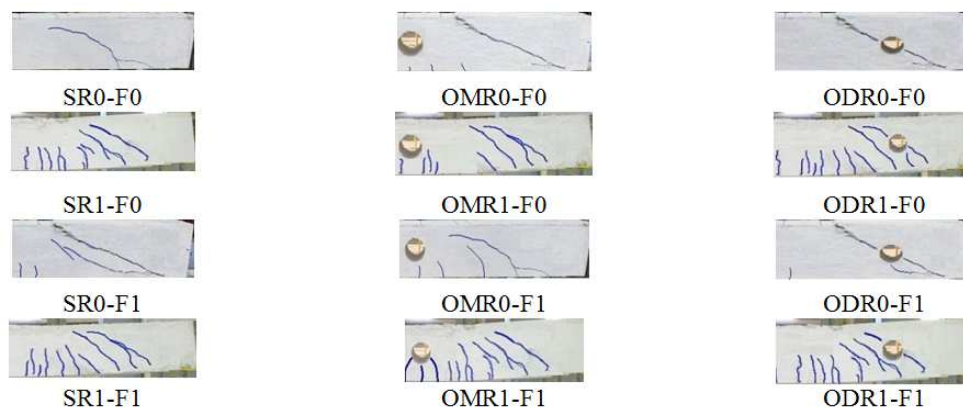 SR0-F0 OMR0-F0 ODR0-F0
SR1-F0 OMR1-F0 ODR1-F0
SR0-F1 OMR0-F1 ODR0-F1
SR1-F1 OMR1-F1 ODR1-F1